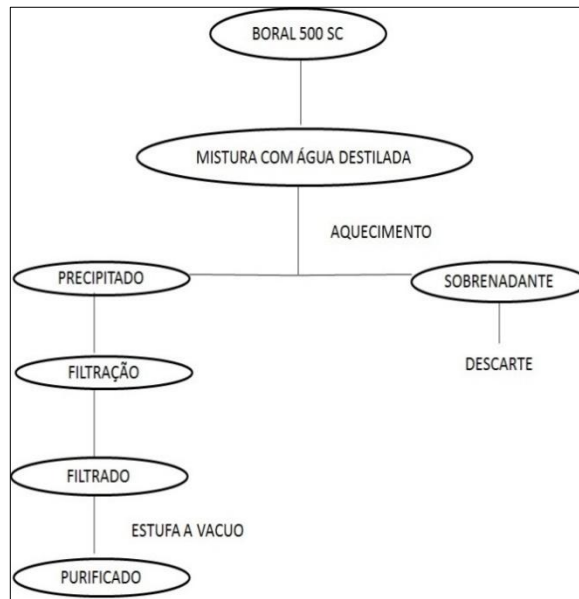 BORAL 500 SC
MISTURA COM ÁGUA DESTILADA
AQUECIMENTO
PRECIPITADO
SOBRENADANTE
DESCARTE
FILTRAÇÃO
FILTRADO
ESTUFA A VACUO
PURIFICADO